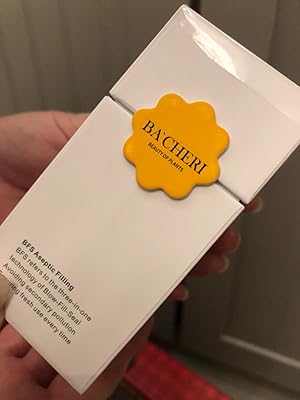 BA'CHERI
BEAUTY OF PLANTS
BFS Aseptic Filling
BFS refers to the three-in-one
technology of Blow-Fill-Seal
Avoiding secondary pollution
fresh use every time